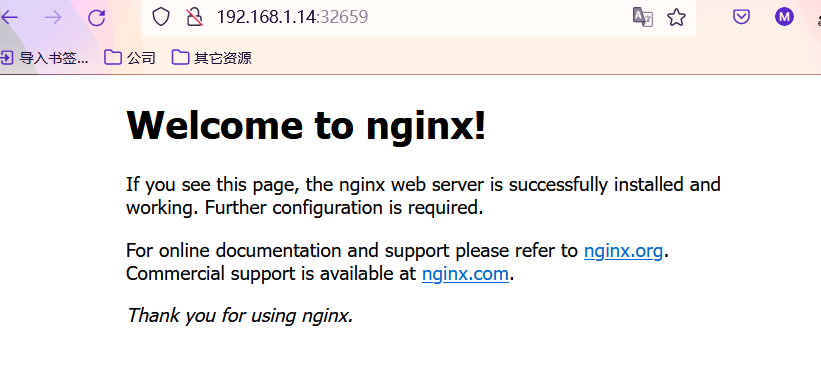 192.168.1.14:32659
导入书签... 公司 其它资源
M
Welcome to nginx!
If you see this page, the nginx web server is successfully installed and
working. Further configuration is required.
For online documentation and support please refer to nginx.org.
Commercial support is available at nginx.com.
Thank you for using nginx.